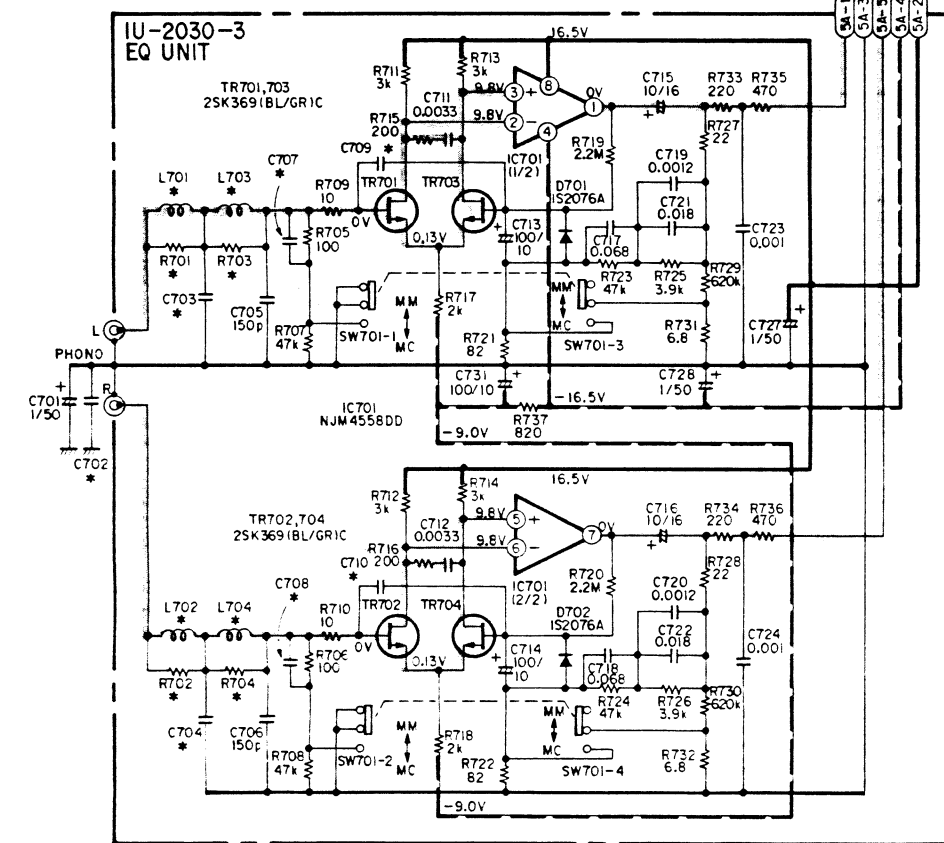 IU-2030-3
EQ UNIT
5A-1
5A-3
5A-5
5A-4
5A-2
16.5V
TR701,703
2SK369(BL/GR)C
R711
3k
R713
3k
9.8V
9.8V
3
+
2
−
8
4
1
0V
C715
10/16
+
R733
220
R735
470
R715
200
*
C711
0.0033
C709
IC701
(1/2)
R719
2.2M
R727
22
C719
0.0012
C707
*
L701
*
L703
*
R709
10
TR701
TR703
0V
D701
1S2076A
C721
0.018
R705
100
0.13V
+
C713
100/
10
C717
0.068
C723
0.001
R701
*
R703
*
R723
47k
R725
3.9k
R729
620k
C703
*
C705
150p
MM
MC
SW701-1
R717
2k
MM
MC
SW701-3
R707
47k
R721
82
R731
6.8
C727
1/50
+
L
PHONO
R
C701
1/50
+
C702
*
C731
100/10
+
C728
1/50
+
−16.5V
IC701
NJM4558DD
−9.0V
R737
820
16.5V
TR702,704
2SK369(BL/GR)C
R712
3k
R714
3k
9.8V
9.8V
5
+
6
−
7
0V
C716
10/16
+
R734
220
R736
470
R716
200
C712
0.0033
C710
*
IC701
(2/2)
R720
2.2M
R728
22
C720
0.0012
C708
*
L702
*
L704
*
R710
10
TR702
TR704
0V
D702
1S2076A
C722
0.018
R706
100
0.13V
+
C714
100/
10
C718
0.068
C724
0.001
R702
*
R704
*
R724
47k
R726
3.9k
R730
620k
C704
*
C706
150p
MM
MC
SW701-2
R718
2k
MM
MC
SW701-4
R708
47k
R722
82
R732
6.8
−9.0V